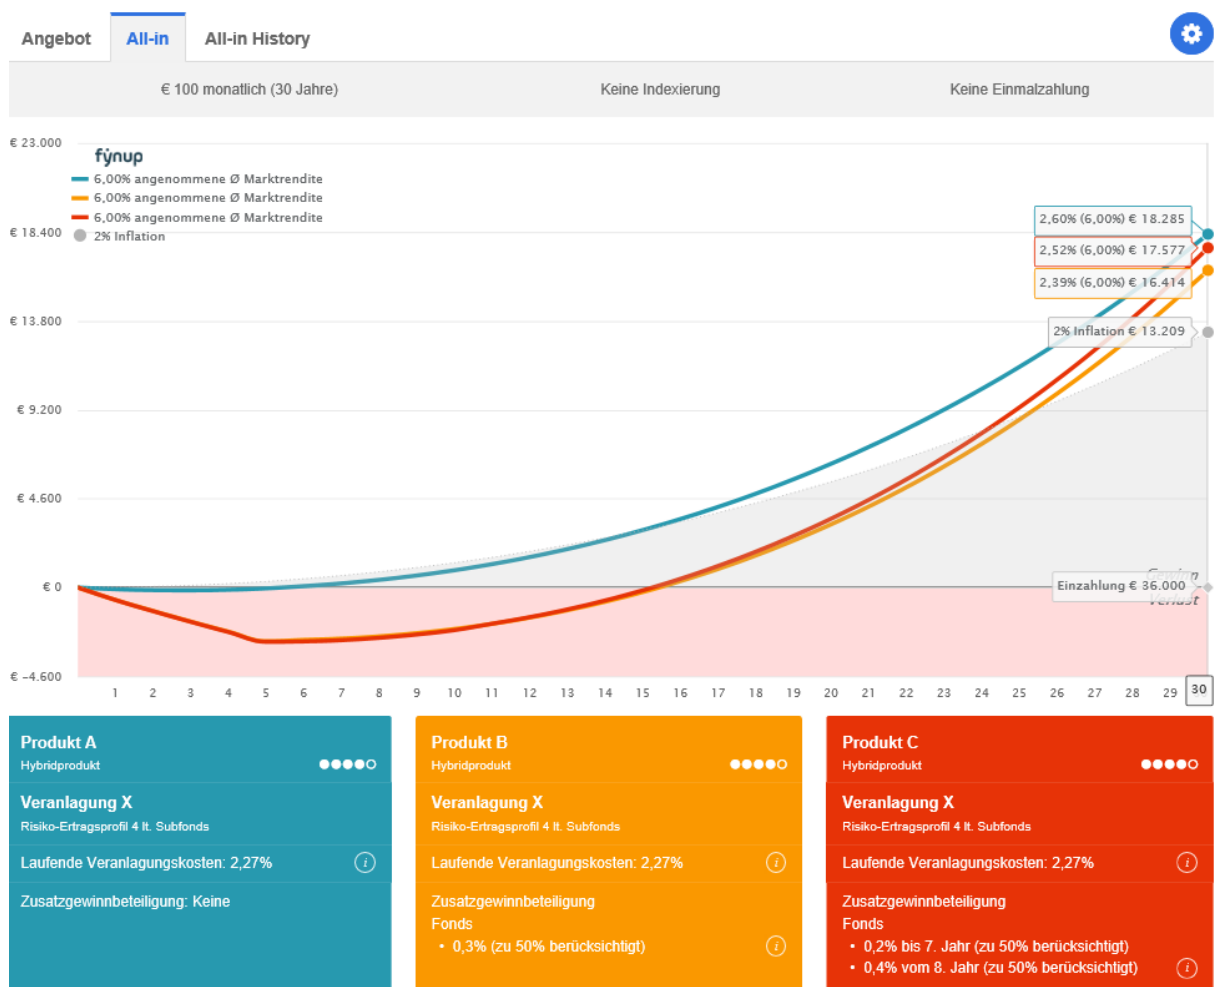 Angebot All-in All-in History
€ 100 monatlich (30 Jahre) Keine Indexierung Keine Einmalzahlung
€ 23.000
fynup
6,00% angenommene Ø Marktrendite
6,00% angenommene Ø Marktrendite
6,00% angenommene Ø Marktrendite
2% Inflation
€ 18.400
2,60% (6,00%) € 18.285
2,52% (6,00%) € 17.577
2,39% (6,00%) € 16.414
€ 13.800
2% Inflation € 13.209
€ 9.200
€ 4.600
€ 0
Gewinn
Einzahlung € 36.000
Verlust
€ -4.600
1 2 3 4 5 6 7 8 9 10 11 12 13 14 15 16 17 18 19 20 21 22 23 24 25 26 27 28 29 30
Produkt A
Hybridprodukt
Veranlagung X
Risiko-Ertragsprofil 4 lt. Subfonds
Laufende Veranlagungskosten: 2,27% i
Zusatzgewinnbeteiligung: Keine
Produkt B
Hybridprodukt
Veranlagung X
Risiko-Ertragsprofil 4 lt. Subfonds
Laufende Veranlagungskosten: 2,27% i
Zusatzgewinnbeteiligung
Fonds
• 0,3% (zu 50% berücksichtigt) i
Produkt C
Hybridprodukt
Veranlagung X
Risiko-Ertragsprofil 4 lt. Subfonds
Laufende Veranlagungskosten: 2,27% i
Zusatzgewinnbeteiligung
Fonds
• 0,2% bis 7. Jahr (zu 50% berücksichtigt)
• 0,4% vom 8. Jahr (zu 50% berücksichtigt) i